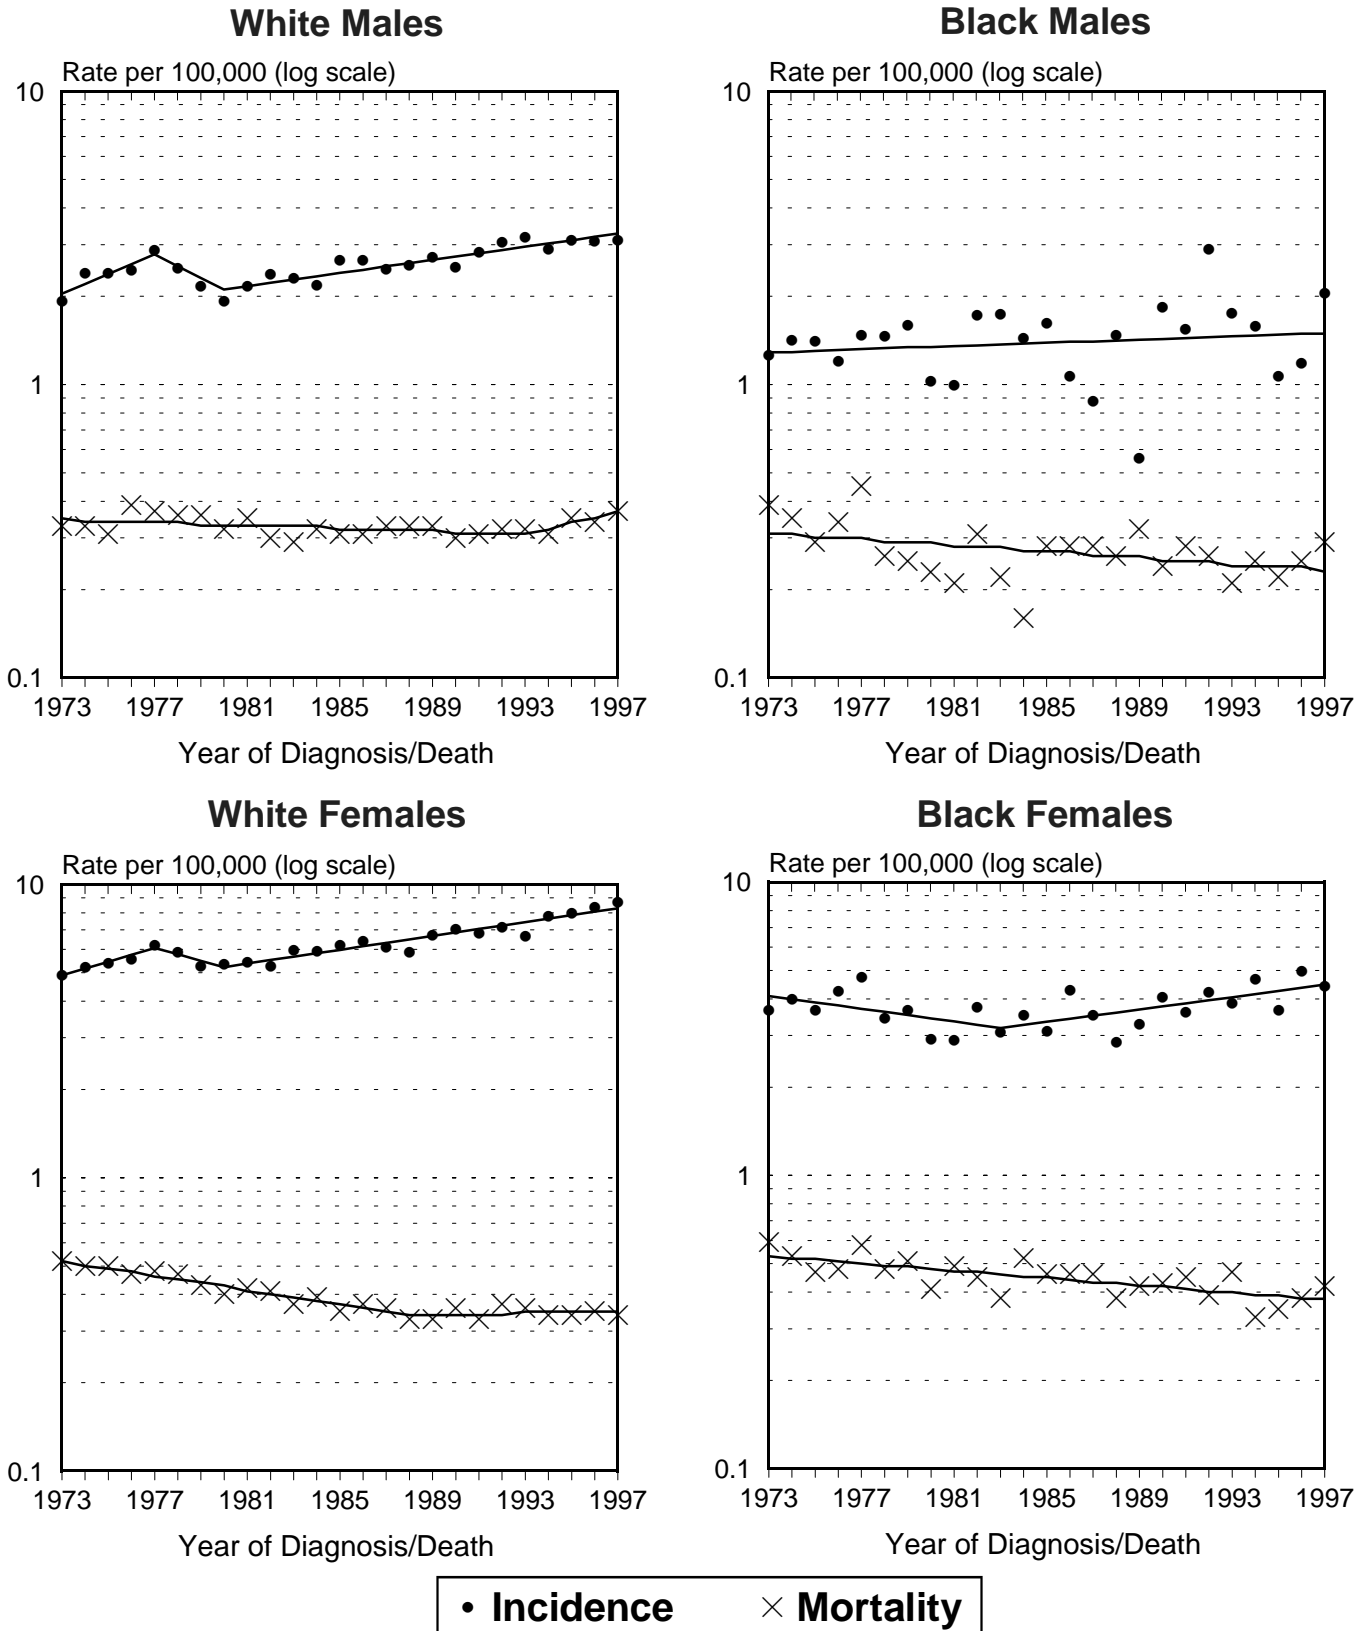 White Males
Rate per 100,000 (log scale)
10
1
0.1
1973 1977 1981 1985 1989 1993 1997
Year of Diagnosis/Death
Black Males
Rate per 100,000 (log scale)
10
1
0.1
1973 1977 1981 1985 1989 1993 1997
Year of Diagnosis/Death
White Females
Rate per 100,000 (log scale)
10
1
0.1
1973 1977 1981 1985 1989 1993 1997
Year of Diagnosis/Death
Black Females
Rate per 100,000 (log scale)
10
1
0.1
1973 1977 1981 1985 1989 1993 1997
Year of Diagnosis/Death
Incidence Mortality